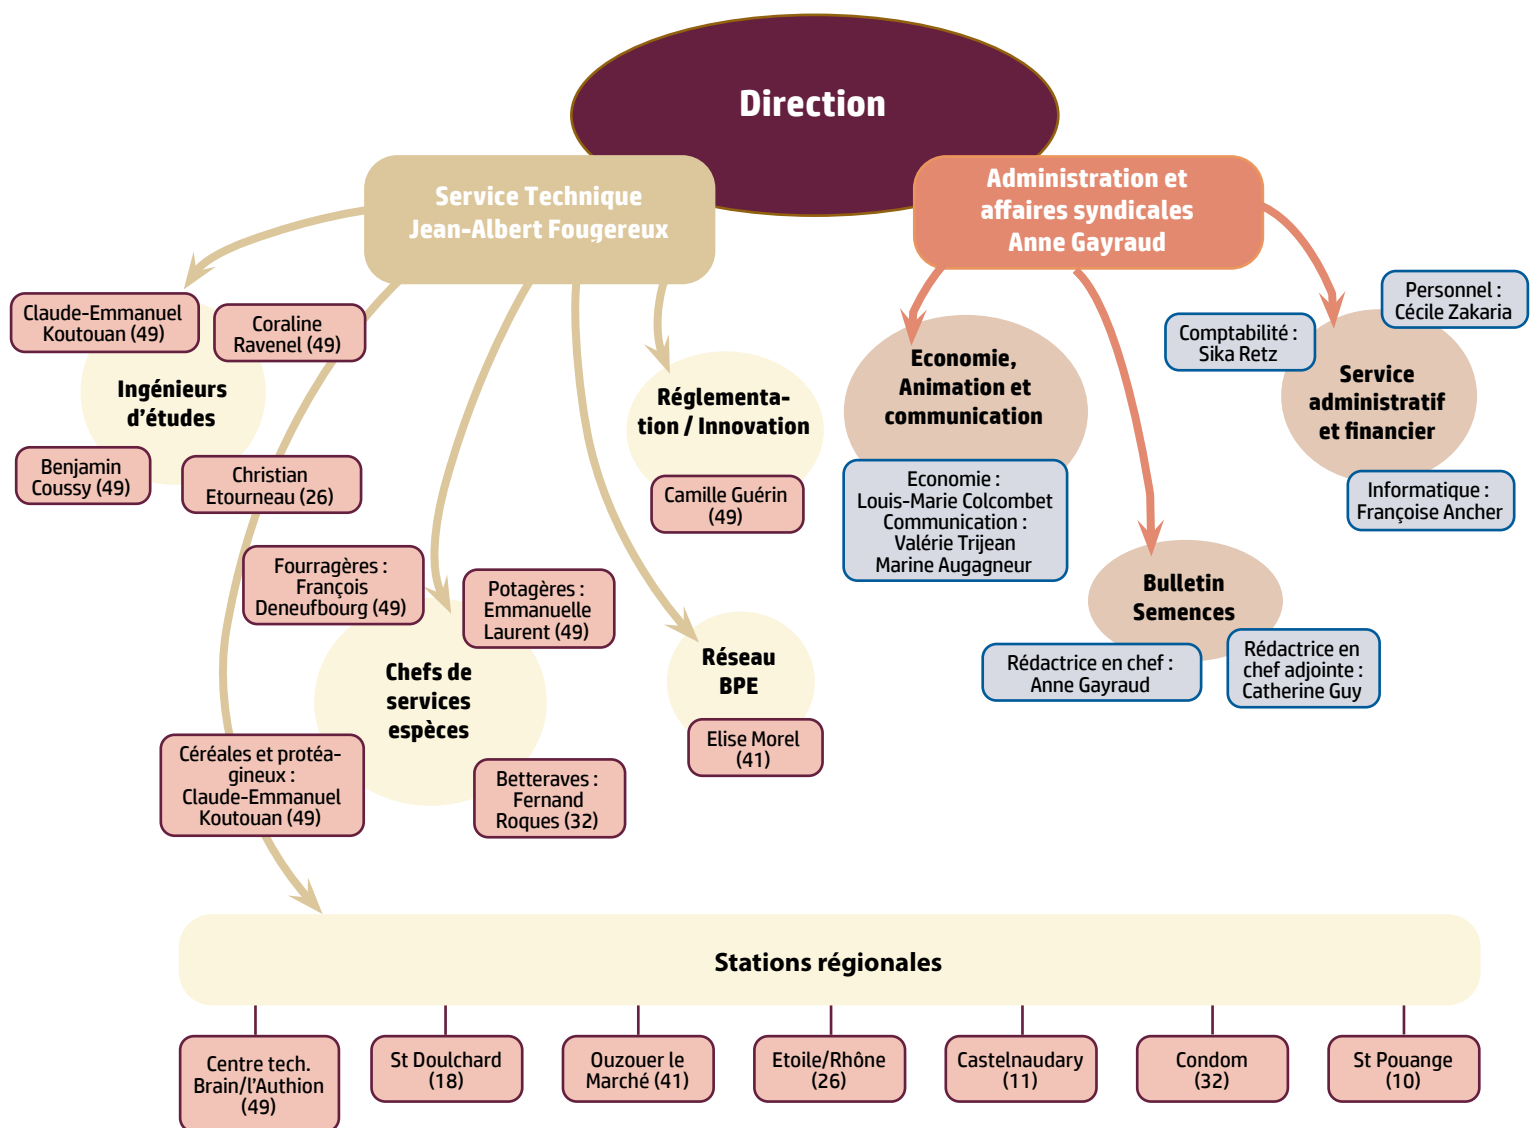 Direction
Service Technique
Jean-Albert Fougereux
Administration et
affaires syndicales
Anne Gayraud
Claude-Emmanuel
Koutouan (49)
Coraline
Ravenel (49)
Ingénieurs
d’études
Benjamin
Coussy (49)
Christian
Etourneau (26)
Réglementa-
tion / Innovation
Camille Guérin
(49)
Economie,
Animation et
communication
Economie :
Louis-Marie Colcombet
Communication :
Valérie Trijean
Marine Augagneur
Personnel :
Cécile Zakaria
Comptabilité :
Sika Retz
Service
administratif
et financier
Informatique :
Françoise Ancher
Fourragères :
François
Deneufbourg (49)
Potagères :
Emmanuelle
Laurent (49)
Chefs de
services
espèces
Céréales et protéa-
gineux :
Claude-Emmanuel
Koutouan (49)
Betteraves :
Fernand
Roques (32)
Réseau
BPE
Elise Morel
(41)
Bulletin
Semences
Rédactrice en chef :
Anne Gayraud
Rédactrice en
chef adjointe :
Catherine Guy
Stations régionales
Centre tech.
Brain/l’Authion
(49)
St Doulchard
(18)
Ouzouer le
Marché (41)
Etoile/Rhône
(26)
Castelnaudary
(11)
Condom
(32)
St Pouange
(10)